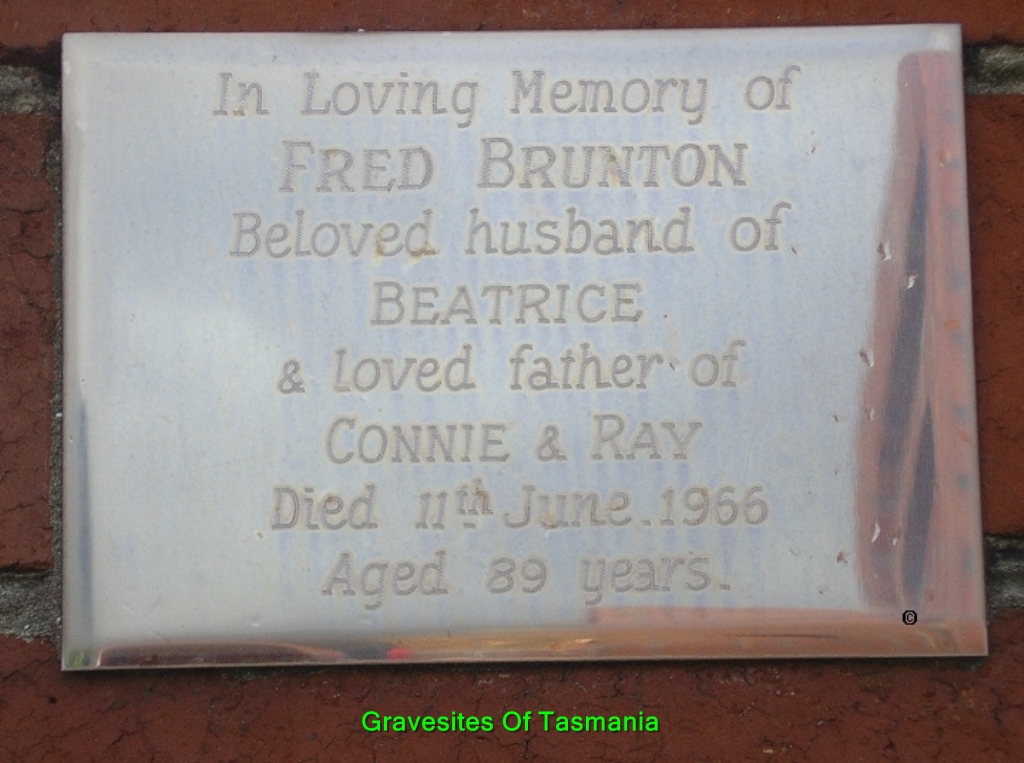 In Loving Memory of
FRED BRUNTON
Beloved husband of
BEATRICE
& loved father of
CONNIE & RAY
Died 11th June.1966
Aged 89 years.
©
Gravesites Of Tasmania